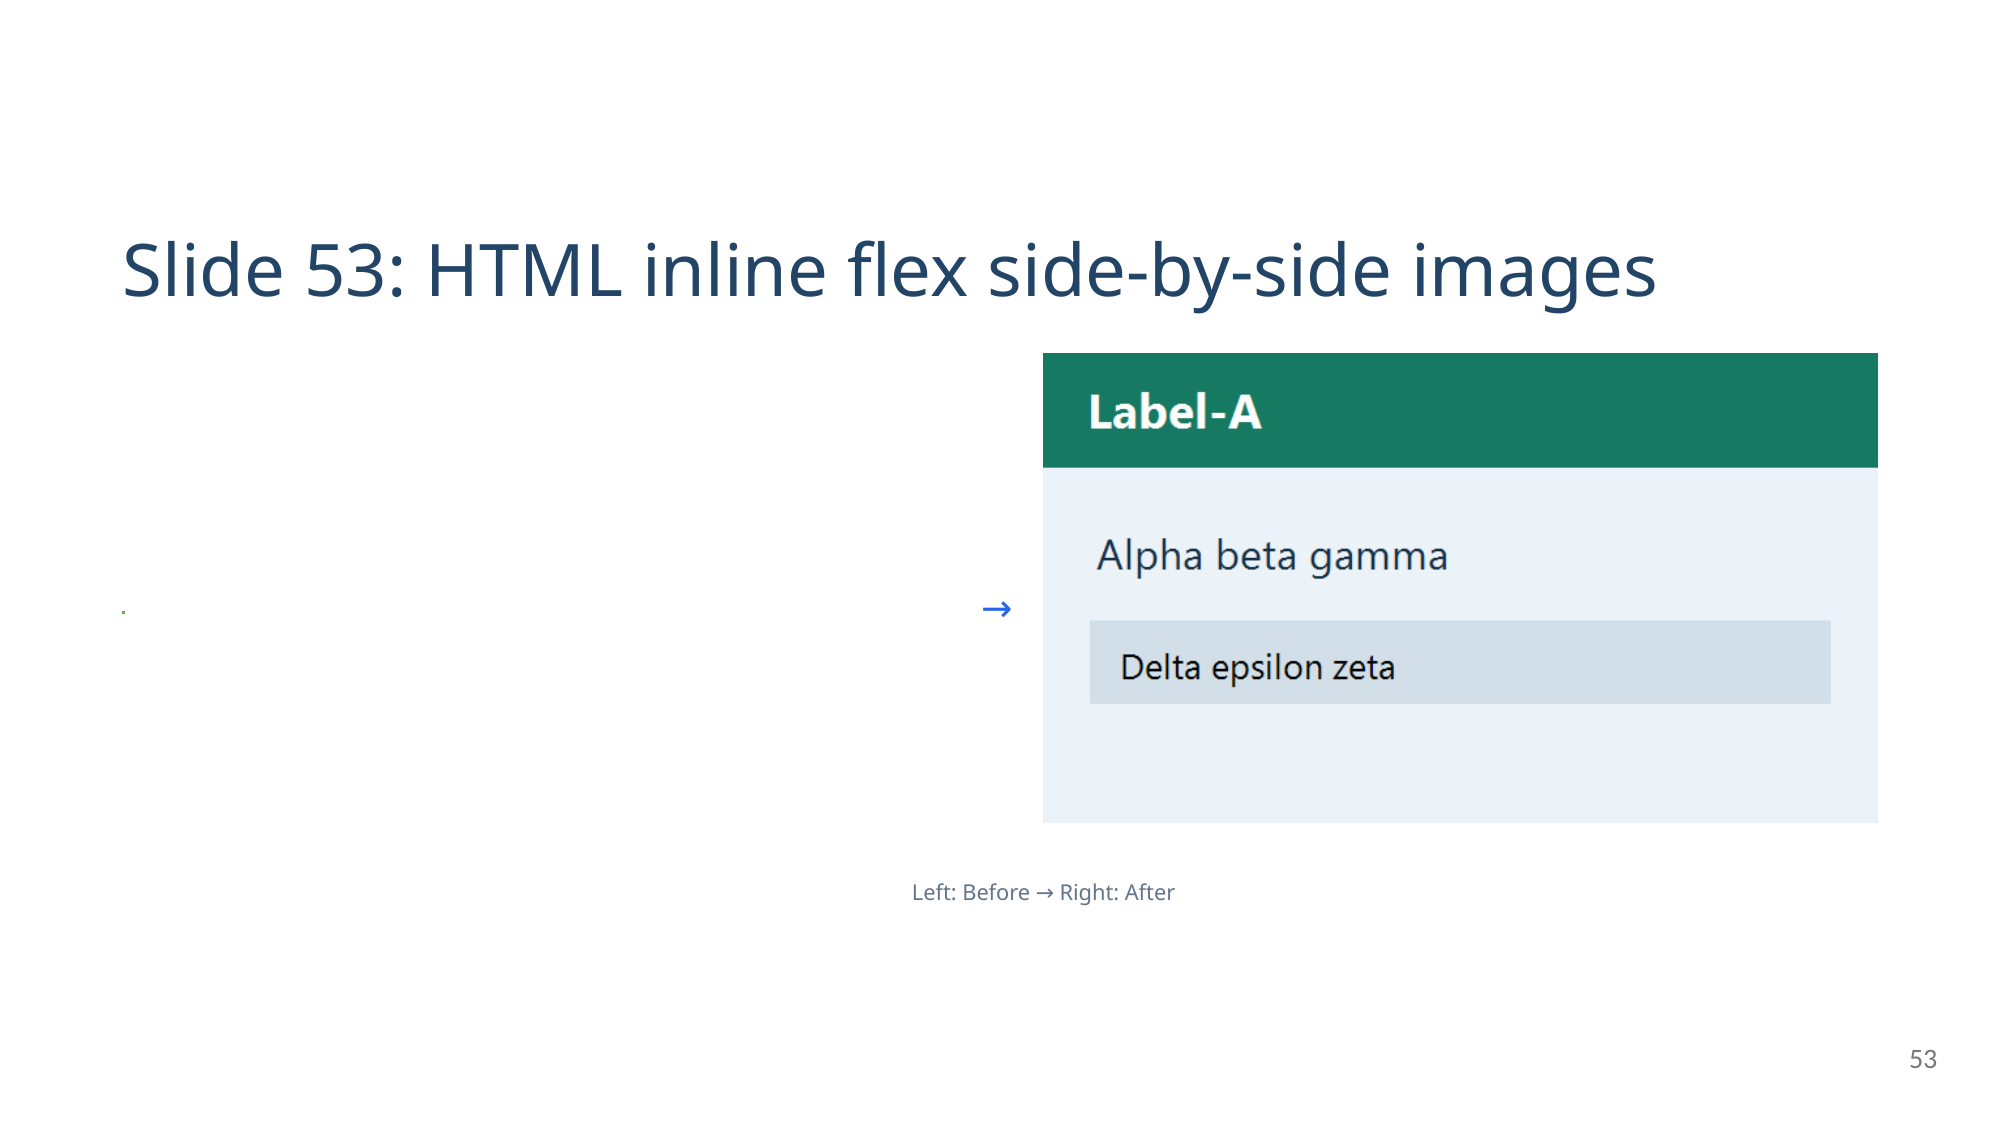 Slide 53: HTML inline flex side-by-side images
→
Label-A
Alpha beta gamma
Delta epsilon zeta
Left: Before → Right: After
53